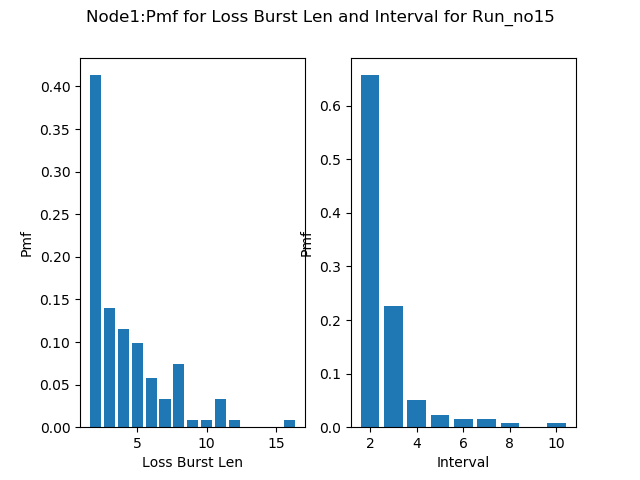 Node1:Pmf for Loss Burst Len and Interval for Run_no15
0.40
0.35
0.30
0.25
0.20
0.15
0.10
0.05
0.00
Pmf
5 10 15
Loss Burst Len
0.6
0.5
0.4
0.3
0.2
0.1
0.0
Pmf
2 4 6 8 10
Interval